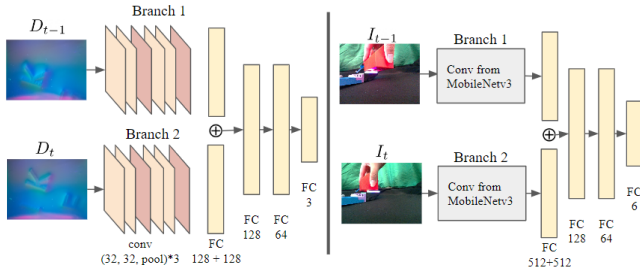 D_{t-1}
Branch 1
D_t
Branch 2
conv
(32, 32, pool)*3
FC
128 + 128
FC
128
FC
64
FC
3
I_{t-1}
Branch 1
Conv from
MobileNetv3
I_t
Branch 2
Conv from
MobileNetv3
FC
512+512
FC
128
FC
64
FC
6